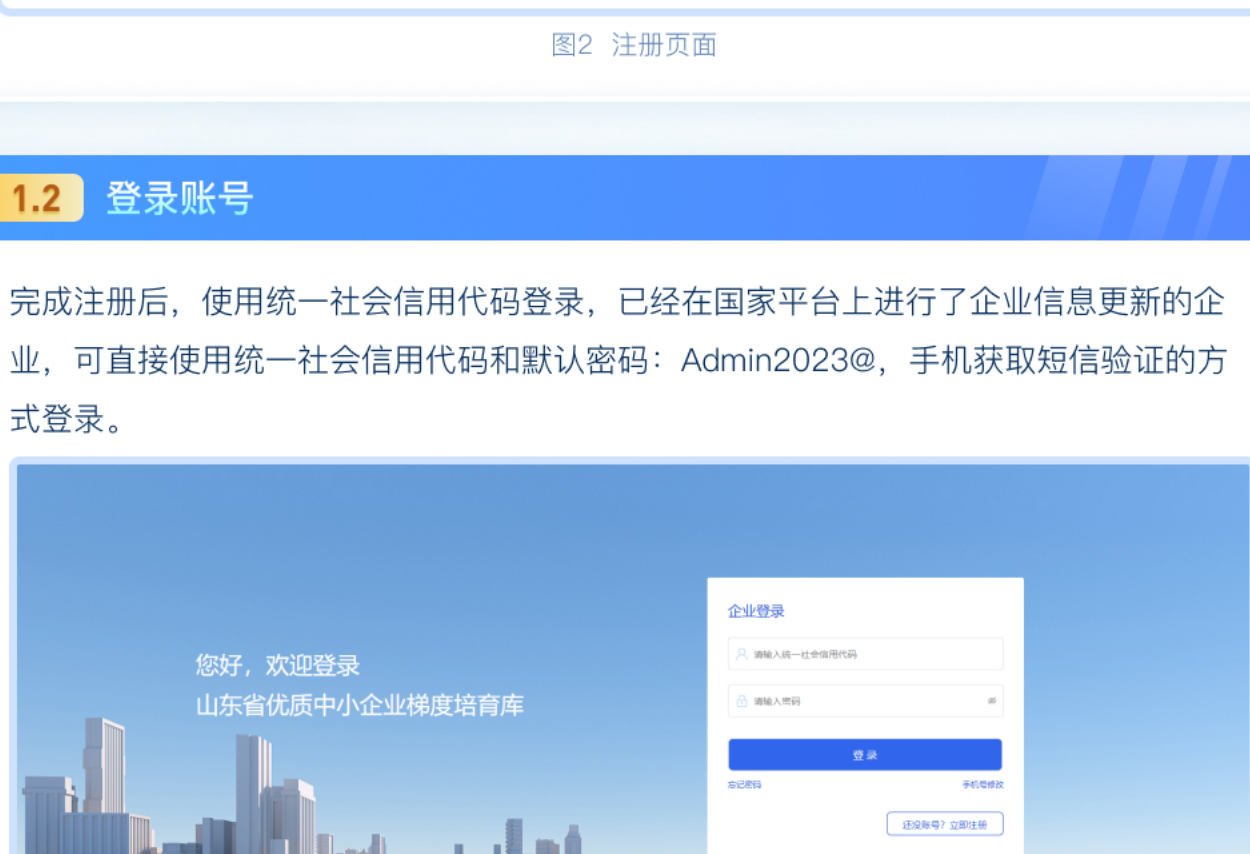 图2 注册页面
1.2 登录账号
完成注册后，使用统一社会信用代码登录，已经在国家平台上进行了企业信息更新的企
业，可直接使用统一社会信用代码和默认密码：Admin2023@，手机获取短信验证的方
式登录。
您好，欢迎登录
山东省优质中小企业梯度培育库
企业登录
请输入统一社会信用代码
请输入密码
登 录
忘记密码 手机号修改
还没账号？立即注册